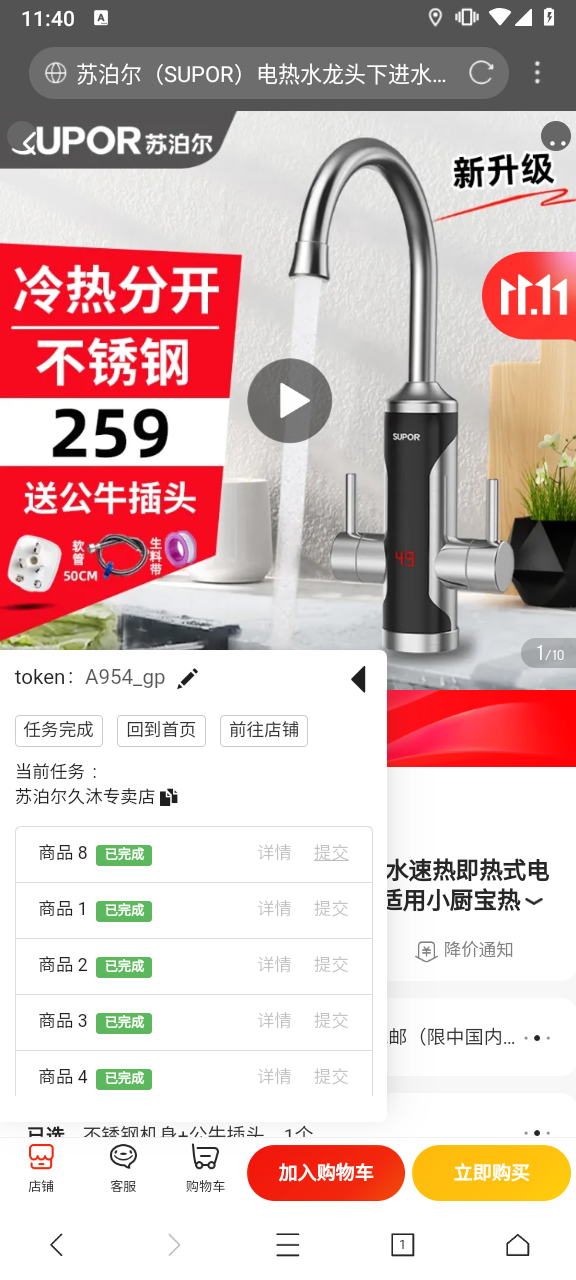 11:40
A
苏泊尔（SUPOR）电热水龙头下进水...
SUPOR 苏泊尔
新升级
11.11
冷热分开
不锈钢
259
送公牛插头
软管
50CM
生料带
SUPOR
49
1/10
token： A954_gp
任务完成 回到首页 前往店铺
当前任务：
苏泊尔久沐专卖店
商品 8 已完成 详情 提交
商品 1 已完成 详情 提交
商品 2 已完成 详情 提交
商品 3 已完成 详情 提交
商品 4 已完成 详情 提交
水速热即热式电
适用小厨宝热
降价通知
邮（限中国内...
已选 不锈钢机身+公牛插头，1个
店铺 客服 购物车 加入购物车 立即购买
1